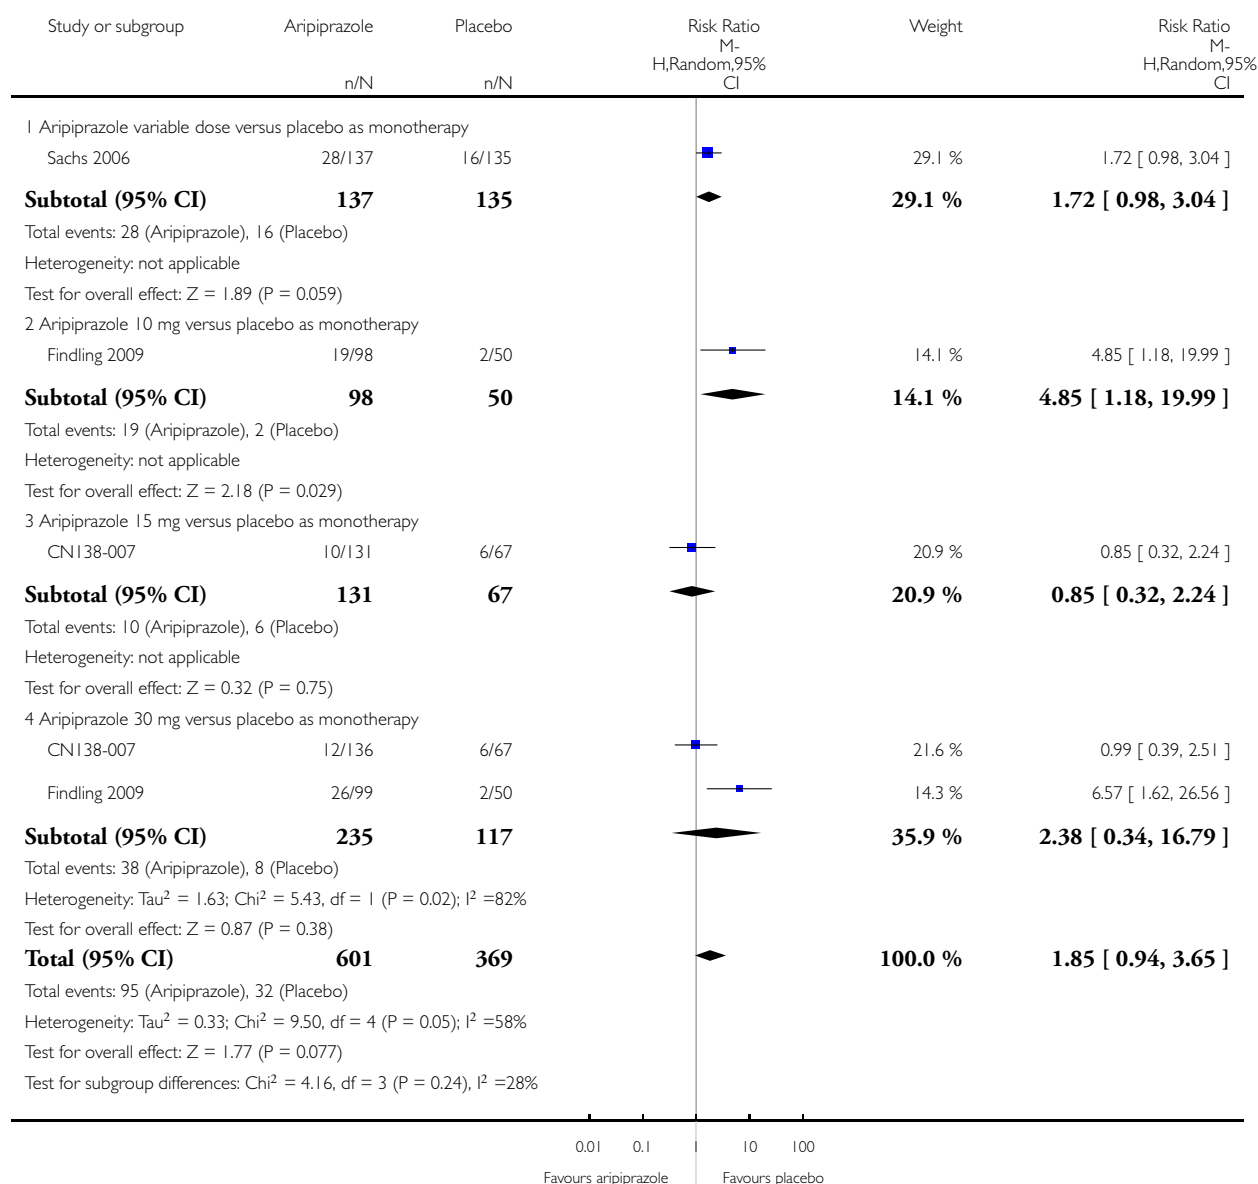 Study or subgroup Aripiprazole Placebo Risk Ratio Weight Risk Ratio
M- M-
H,Random,95% H,Random,95%
n/N n/N CI CI
1 Aripiprazole variable dose versus placebo as monotherapy
Sachs 2006 28/137 16/135 29.1 % 1.72 [ 0.98, 3.04 ]
Subtotal (95% CI) 137 135 29.1 % 1.72 [ 0.98, 3.04 ]
Total events: 28 (Aripiprazole), 16 (Placebo)
Heterogeneity: not applicable
Test for overall effect: Z = 1.89 (P = 0.059)
2 Aripiprazole 10 mg versus placebo as monotherapy
Findling 2009 19/98 2/50 14.1 % 4.85 [ 1.18, 19.99 ]
Subtotal (95% CI) 98 50 14.1 % 4.85 [ 1.18, 19.99 ]
Total events: 19 (Aripiprazole), 2 (Placebo)
Heterogeneity: not applicable
Test for overall effect: Z = 2.18 (P = 0.029)
3 Aripiprazole 15 mg versus placebo as monotherapy
CN138-007 10/131 6/67 20.9 % 0.85 [ 0.32, 2.24 ]
Subtotal (95% CI) 131 67 20.9 % 0.85 [ 0.32, 2.24 ]
Total events: 10 (Aripiprazole), 6 (Placebo)
Heterogeneity: not applicable
Test for overall effect: Z = 0.32 (P = 0.75)
4 Aripiprazole 30 mg versus placebo as monotherapy
CN138-007 12/136 6/67 21.6 % 0.99 [ 0.39, 2.51 ]
Findling 2009 26/99 2/50 14.3 % 6.57 [ 1.62, 26.56 ]
Subtotal (95% CI) 235 117 35.9 % 2.38 [ 0.34, 16.79 ]
Total events: 38 (Aripiprazole), 8 (Placebo)
Heterogeneity: Tau² = 1.63; Chi² = 5.43, df = 1 (P = 0.02); I² =82%
Test for overall effect: Z = 0.87 (P = 0.38)
Total (95% CI) 601 369 100.0 % 1.85 [ 0.94, 3.65 ]
Total events: 95 (Aripiprazole), 32 (Placebo)
Heterogeneity: Tau² = 0.33; Chi² = 9.50, df = 4 (P = 0.05); I² =58%
Test for overall effect: Z = 1.77 (P = 0.077)
Test for subgroup differences: Chi² = 4.16, df = 3 (P = 0.24), I² =28%
0.01 0.1 1 10 100
Favours aripiprazole Favours placebo